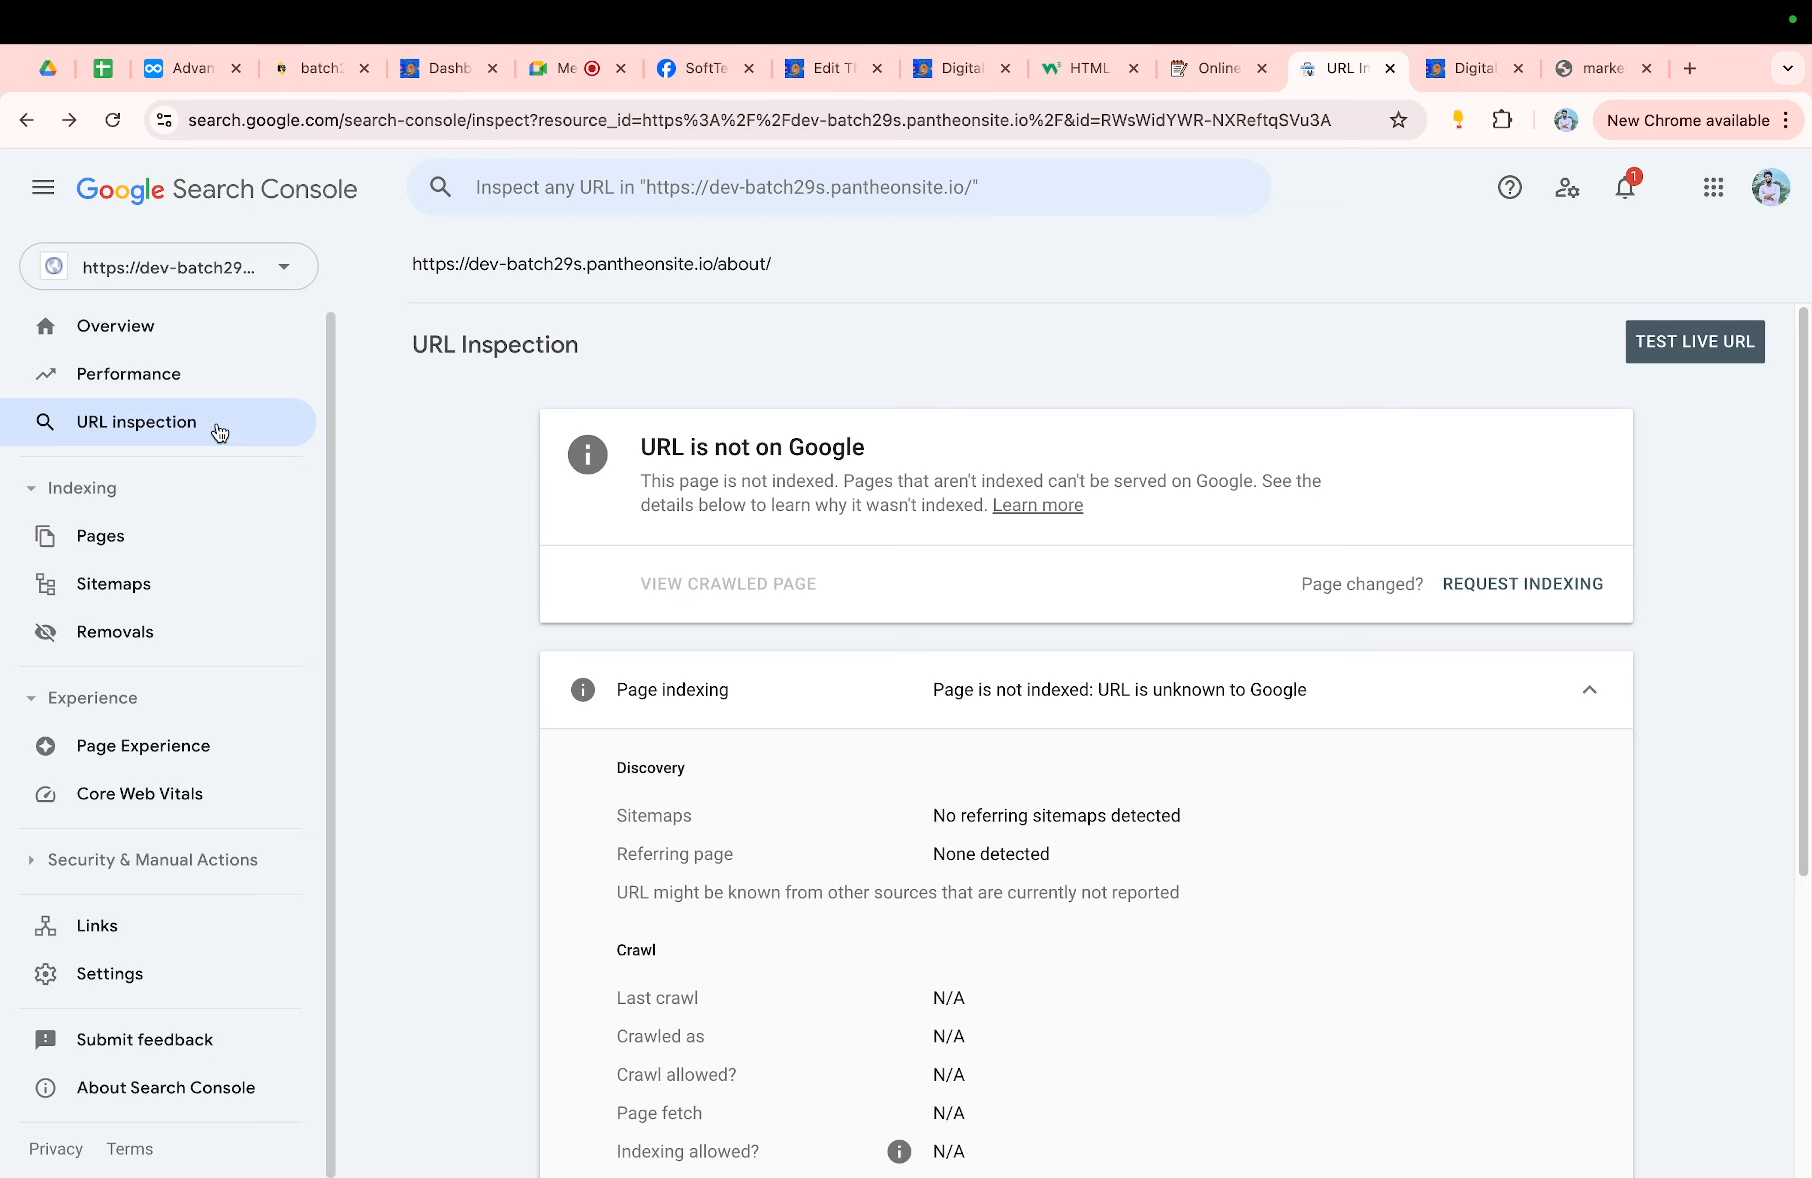 Advan
batch2
Dashb
Me
SoftTe
Edit Th
Digital
HTML
Online
URL In
Digital
marke
search.google.com/search-console/inspect?resource_id=https%3A%2F%2Fdev-batch29s.pantheonsite.io%2F&id=RWsWidYWR-NXReftqSVu3A
New Chrome available
Google Search Console
Inspect any URL in "https://dev-batch29s.pantheonsite.io/"
1
https://dev-batch29...
Overview
Performance
URL inspection
Indexing
Pages
Sitemaps
Removals
Experience
Page Experience
Core Web Vitals
Security & Manual Actions
Links
Settings
Submit feedback
About Search Console
Privacy Terms
https://dev-batch29s.pantheonsite.io/about/
URL Inspection
TEST LIVE URL
URL is not on Google
This page is not indexed. Pages that aren't indexed can't be served on Google. See the
details below to learn why it wasn't indexed. Learn more
VIEW CRAWLED PAGE
Page changed? REQUEST INDEXING
Page indexing Page is not indexed: URL is unknown to Google
Discovery
Sitemaps No referring sitemaps detected
Referring page None detected
URL might be known from other sources that are currently not reported
Crawl
Last crawl N/A
Crawled as N/A
Crawl allowed? N/A
Page fetch N/A
Indexing allowed? N/A